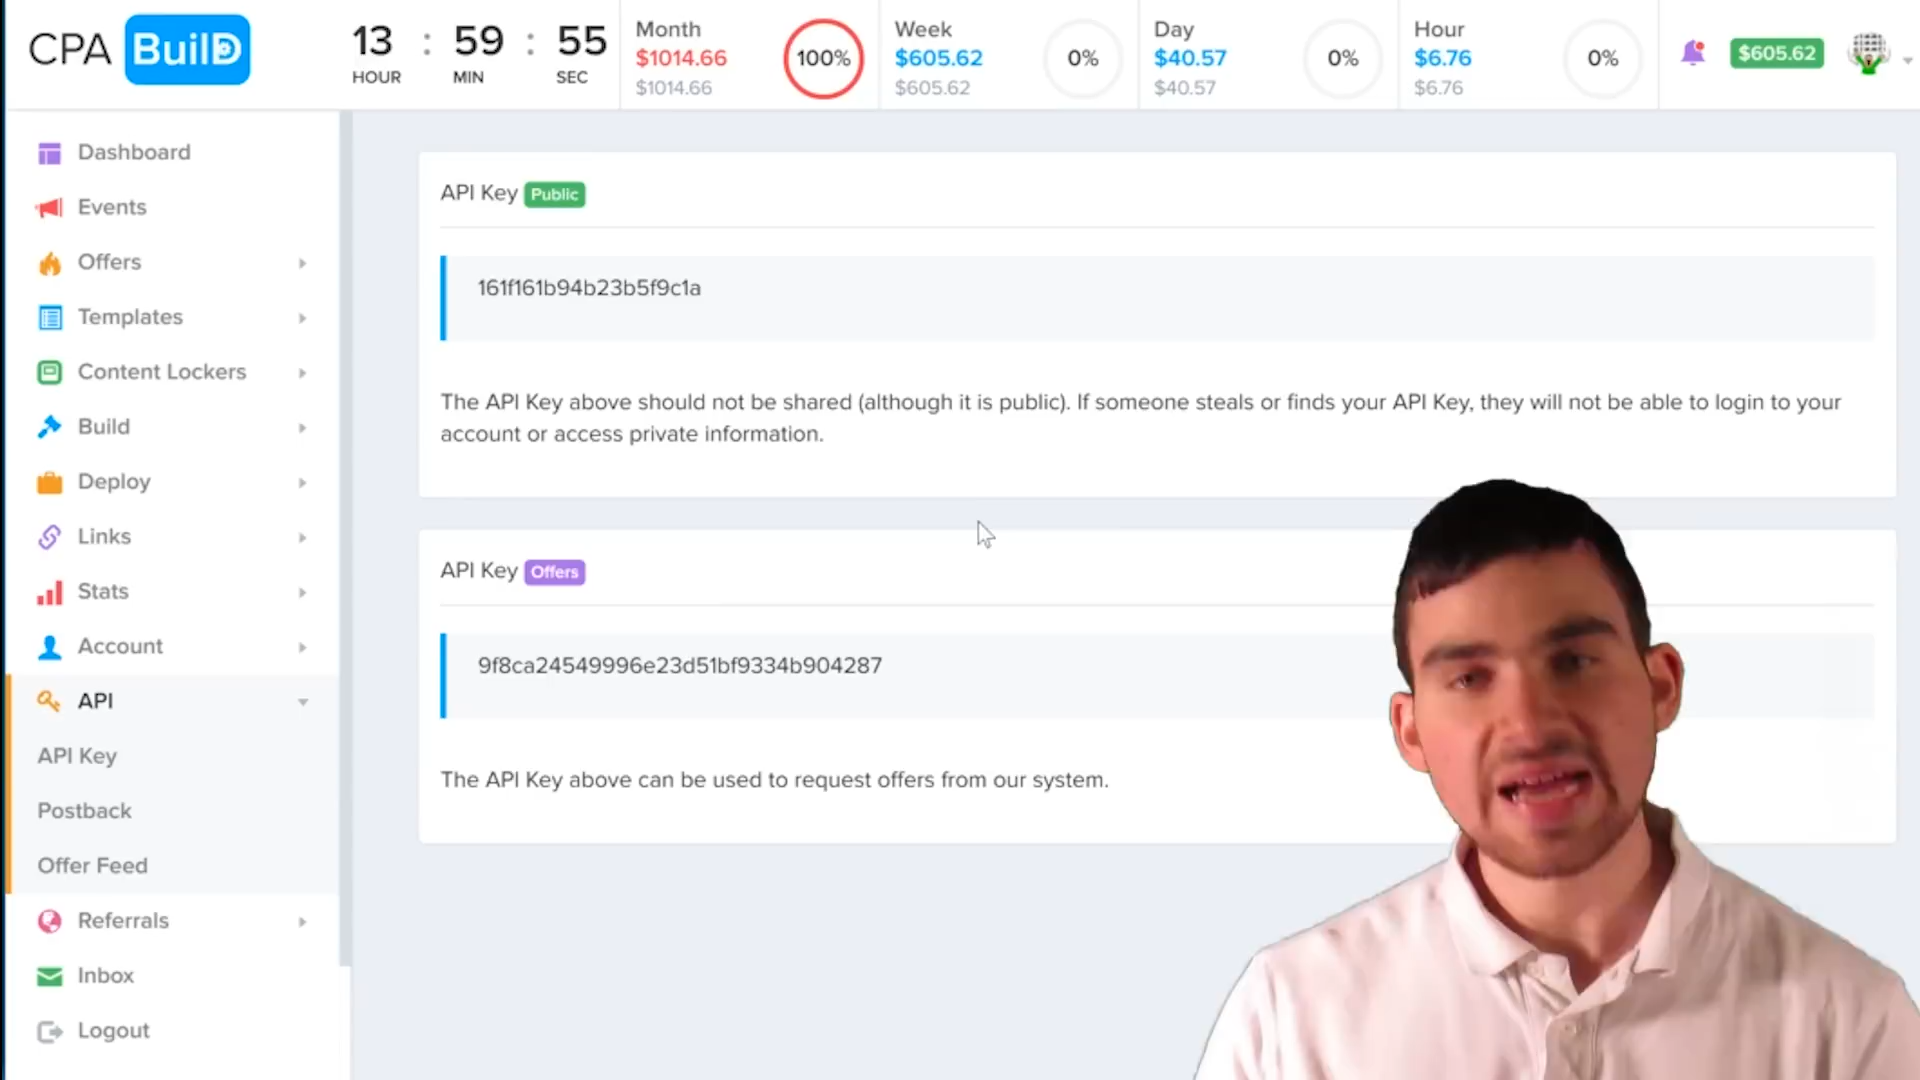 CPA BuilD
13 : 59 : 55
HOUR MIN SEC
Month
$1014.66
$1014.66
100%
Week
$605.62
$605.62
0%
Day
$40.57
$40.57
0%
Hour
$6.76
$6.76
0%
$605.62
Dashboard
Events
Offers
Templates
Content Lockers
Build
Deploy
Links
Stats
Account
API
API Key
Postback
Offer Feed
Referrals
Inbox
Logout
API Key Public
161f161b94b23b5f9c1a
The API Key above should not be shared (although it is public). If someone steals or finds your API Key, they will not be able to login to your
account or access private information.
API Key Offers
9f8ca24549996e23d51bf9334b904287
The API Key above can be used to request offers from our system.